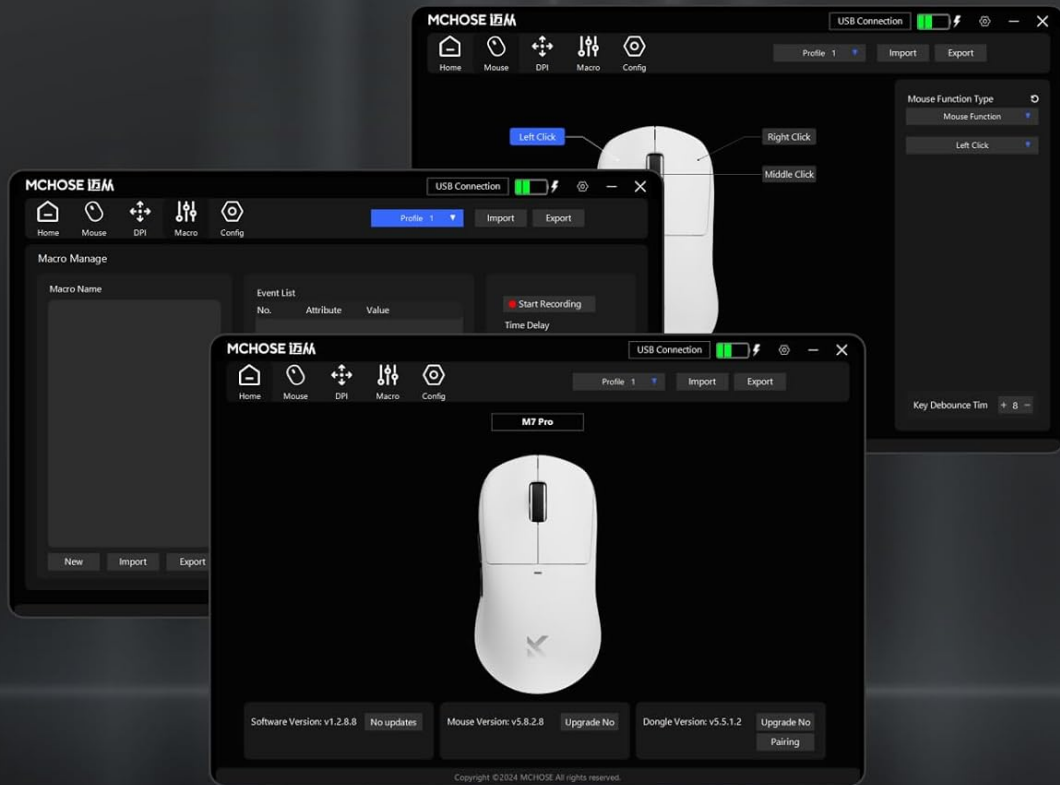 MCHOSE 迈从
USB Connection
Home Mouse DPI Macro Config
Profile 1 Import Export
Left Click
Right Click
Middle Click
Mouse Function Type
Mouse Function
Left Click
Key Debounce Tim + 8 −
MCHOSE 迈从
USB Connection
Home Mouse DPI Macro Config
Profile 1 Import Export
Macro Manage
Macro Name
Event List
No. Attribute Value
Start Recording
Time Delay
New Import Export
MCHOSE 迈从
USB Connection
Home Mouse DPI Macro Config
Profile 1 Import Export
M7 Pro
Software Version: v1.2.8.8 No updates
Mouse Version: v5.8.2.8 Upgrade No
Dongle Version: v5.5.1.2 Upgrade No
Pairing
Copyright ©2024 MCHOSE All rights reserved.